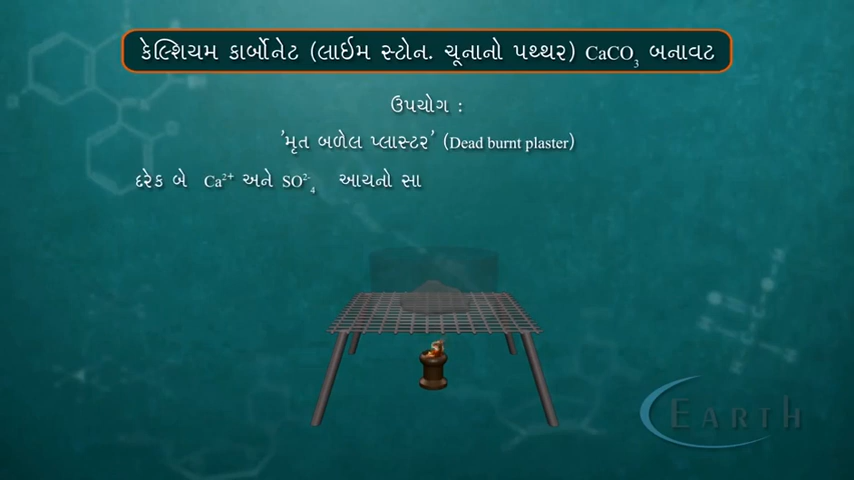 કેલ્શિયમ કાર્બોનેટ (લાઈમ સ્ટોન. ચૂનાનો પથ્થર) CaCO₃ બનાવટ
ઉપયોગ :
'મૃત બળેલ પ્લાસ્ટર' (Dead burnt plaster)
દરેક બે Ca²⁺ અને SO²⁻₄ આયનો સા
EARTH